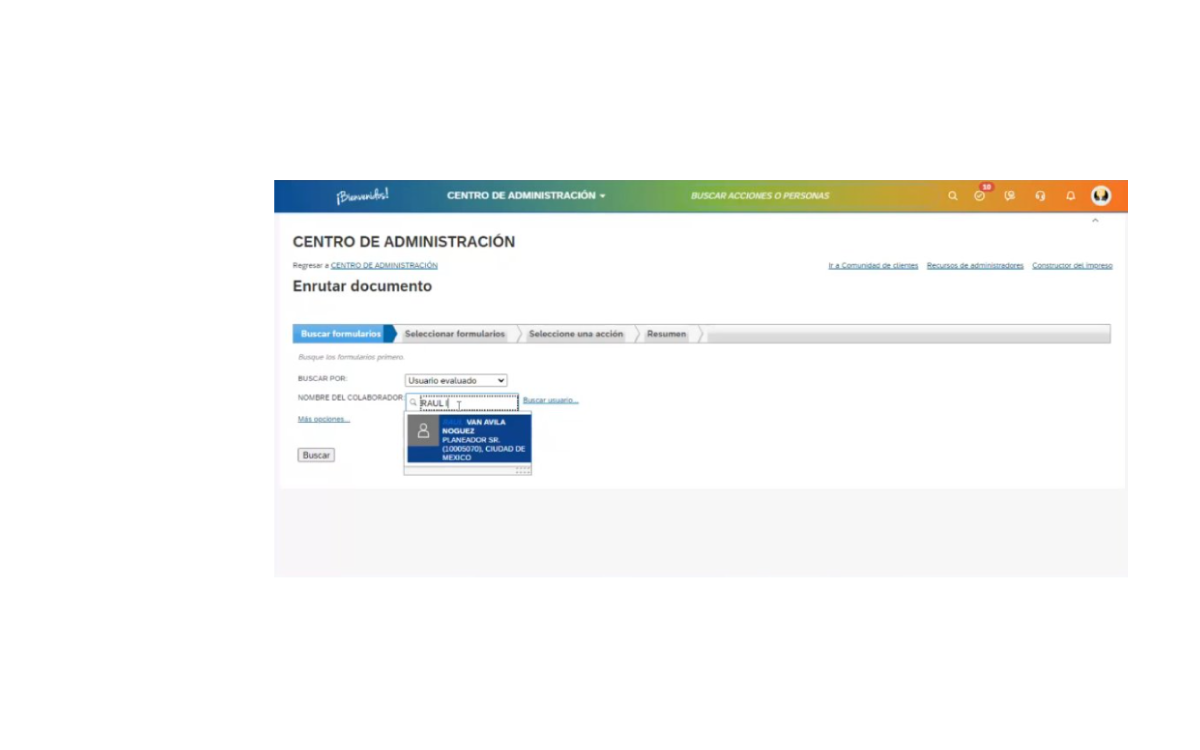 ¡Bienvenidos!
CENTRO DE ADMINISTRACIÓN
BUSCAR ACCIONES O PERSONAS
50
CENTRO DE ADMINISTRACIÓN
Regresar a CENTRO DE ADMINISTRACIÓN
Ir a Comunidad de clientes Recursos de administradores Constructor del impreso
Enrutar documento
Buscar formularios Seleccionar formularios Seleccione una acción Resumen
Busque los formularios primero.
BUSCAR POR: Usuario evaluado
NOMBRE DEL COLABORADOR: RAUL I Buscar usuario...
Más opciones...
VAN AVILA
NOGUEZ
PLANEADOR SR.
(10005070), CIUDAD DE
MEXICO
Buscar